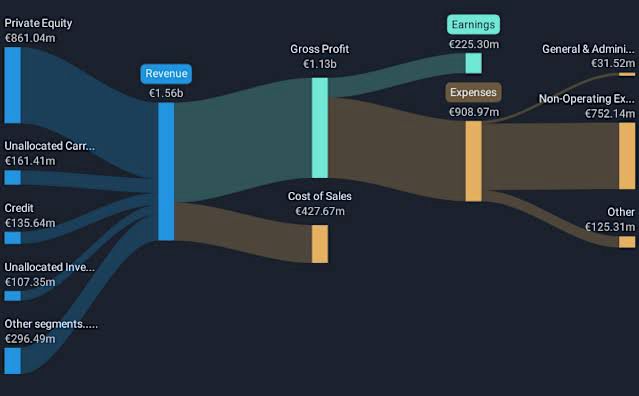 Private Equity
€861.04m
Unallocated Carr...
€161.41m
Credit
€135.64m
Unallocated Inve...
€107.35m
Other segments.....
€296.49m
Revenue
€1.56b
Gross Profit
€1.13b
Cost of Sales
€427.67m
Earnings
€225.30m
Expenses
€908.97m
General & Admini...
€31.52m
Non-Operating Ex...
€752.14m
Other
€125.31m